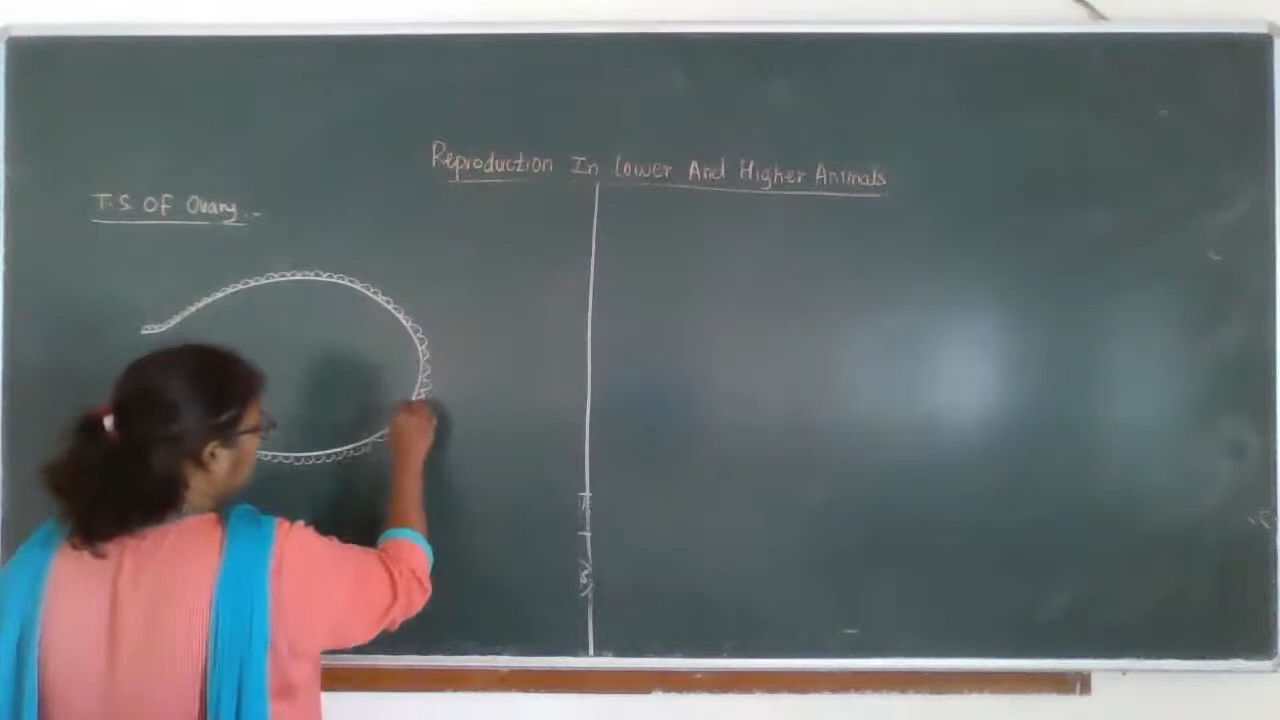 Reproduction In Lower And Higher Animals
T.S. OF Ovary.-